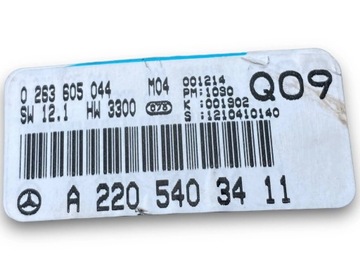 0 263 605 044 M04 001214 Q09
PM:1090
SW 12.1 HW 3300 K :001902
S :1210410140
A 220 540 34 11